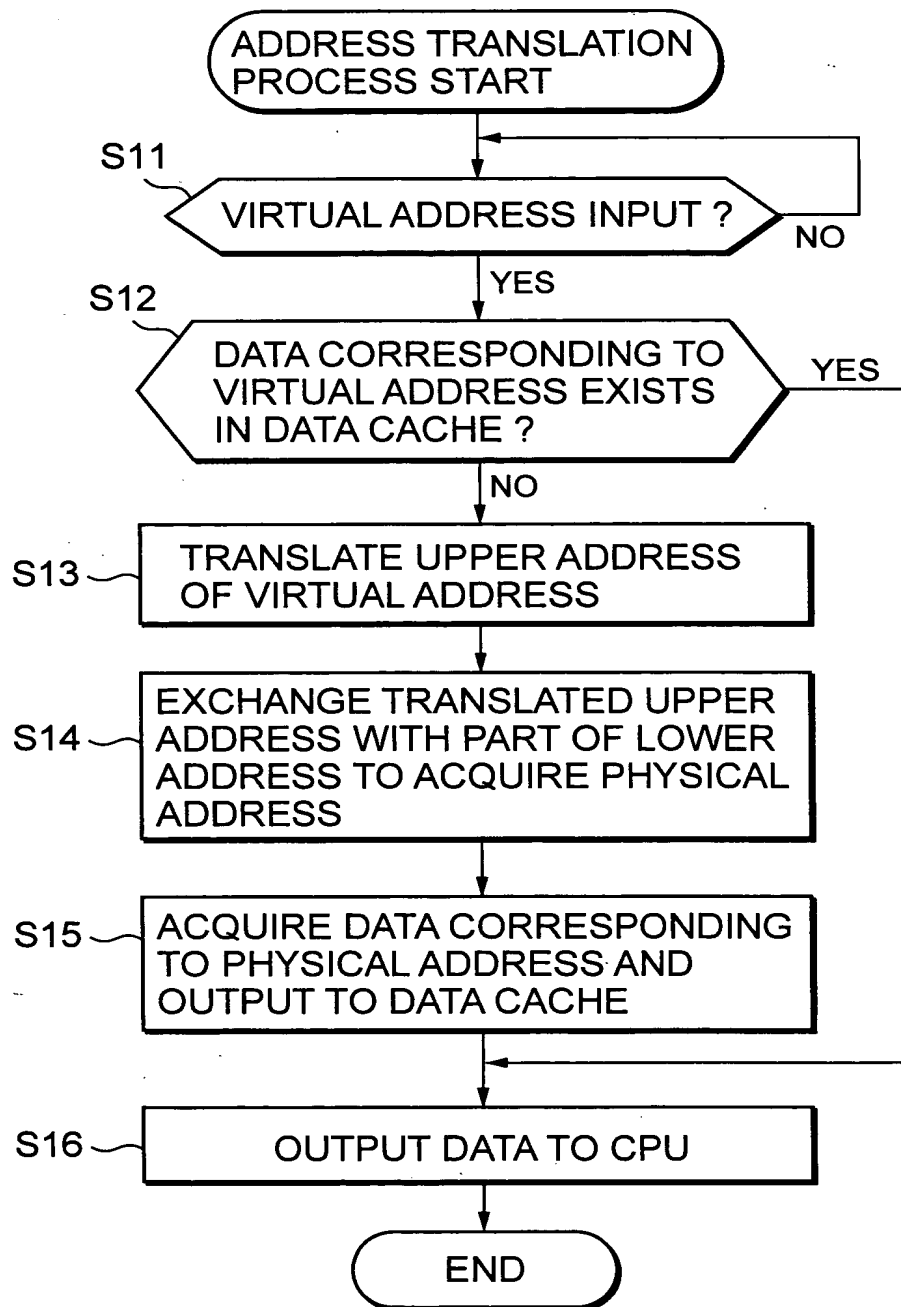 ADDRESS TRANSLATION
PROCESS START
S11
VIRTUAL ADDRESS INPUT ?
NO
YES
S12
DATA CORRESPONDING TO
VIRTUAL ADDRESS EXISTS
IN DATA CACHE ?
YES
NO
S13
TRANSLATE UPPER ADDRESS
OF VIRTUAL ADDRESS
S14
EXCHANGE TRANSLATED UPPER
ADDRESS WITH PART OF LOWER
ADDRESS TO ACQUIRE PHYSICAL
ADDRESS
S15
ACQUIRE DATA CORRESPONDING
TO PHYSICAL ADDRESS AND
OUTPUT TO DATA CACHE
S16
OUTPUT DATA TO CPU
END